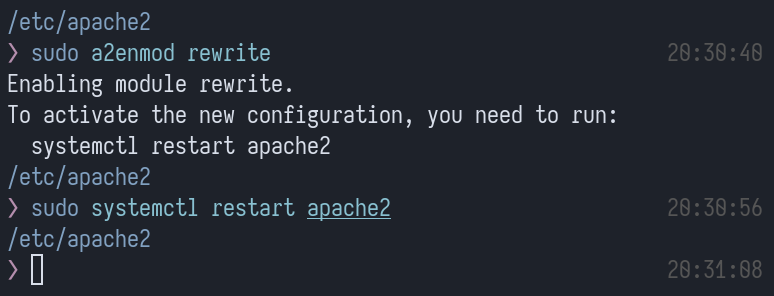 /etc/apache2
❯ sudo a2enmod rewrite 20:30:40
Enabling module rewrite.
To activate the new configuration, you need to run:
  systemctl restart apache2
/etc/apache2
❯ sudo systemctl restart apache2 20:30:56
/etc/apache2
❯ 20:31:08